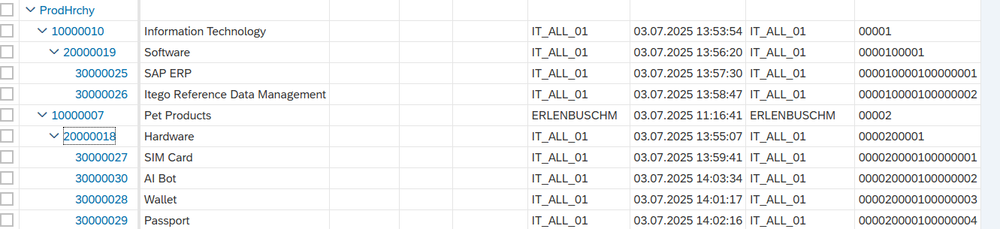 ProdHrchy
10000010 Information Technology IT_ALL_01 03.07.2025 13:53:54 IT_ALL_01 00001
20000019 Software IT_ALL_01 03.07.2025 13:56:20 IT_ALL_01 0000100001
30000025 SAP ERP IT_ALL_01 03.07.2025 13:57:30 IT_ALL_01 000010000100000001
30000026 Itego Reference Data Management IT_ALL_01 03.07.2025 13:58:47 IT_ALL_01 000010000100000002
10000007 Pet Products ERLENBUSCHM 03.07.2025 11:16:41 ERLENBUSCHM 00002
20000018 Hardware IT_ALL_01 03.07.2025 13:55:07 IT_ALL_01 0000200001
30000027 SIM Card IT_ALL_01 03.07.2025 13:59:41 IT_ALL_01 000020000100000001
30000030 AI Bot IT_ALL_01 03.07.2025 14:03:34 IT_ALL_01 000020000100000002
30000028 Wallet IT_ALL_01 03.07.2025 14:01:17 IT_ALL_01 000020000100000003
30000029 Passport IT_ALL_01 03.07.2025 14:02:16 IT_ALL_01 000020000100000004